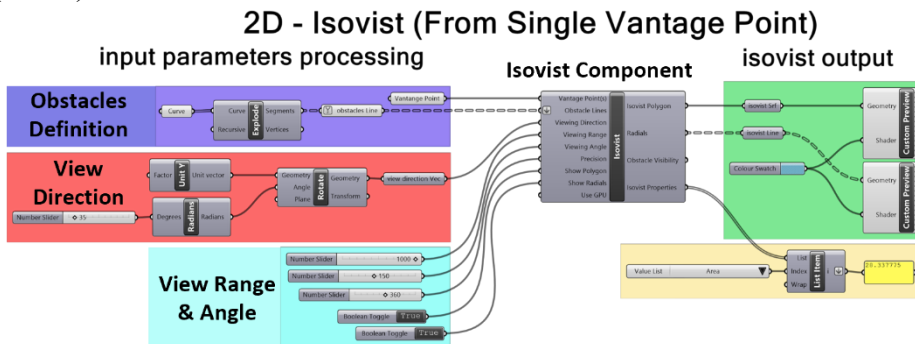 2D - Isovist (From Single Vantage Point)
input parameters processing
isovist output
Isovist Component
Obstacles
Definition
Curve
Curve
Recursive
Explode
Segments
Vertices
obstacles Line
Vantange Point
View
Direction
Number Slider
35
Factor
Unit Y
Unit vector
Degrees
Radians
Radians
Geometry
Angle
Plane
Rotate
Geometry
Transform
view direction Vec
View Range
& Angle
Number Slider
1000
Number Slider
150
Number Slider
360
Boolean Toggle
True
Boolean Toggle
True
Vantage Point(s)
Obstacle Lines
Viewing Direction
Viewing Range
Viewing Angle
Precision
Show Polygon
Show Radials
Use GPU
Isovist
Isovist Polygon
Radials
Obstacle Visibility
Isovist Properties
isovist Srf
isovist Line
Colour Swatch
Geometry
Shader
Custom Preview
Geometry
Shader
Custom Preview
Value List
Area
List
Index
Wrap
List Item
i
20.337775